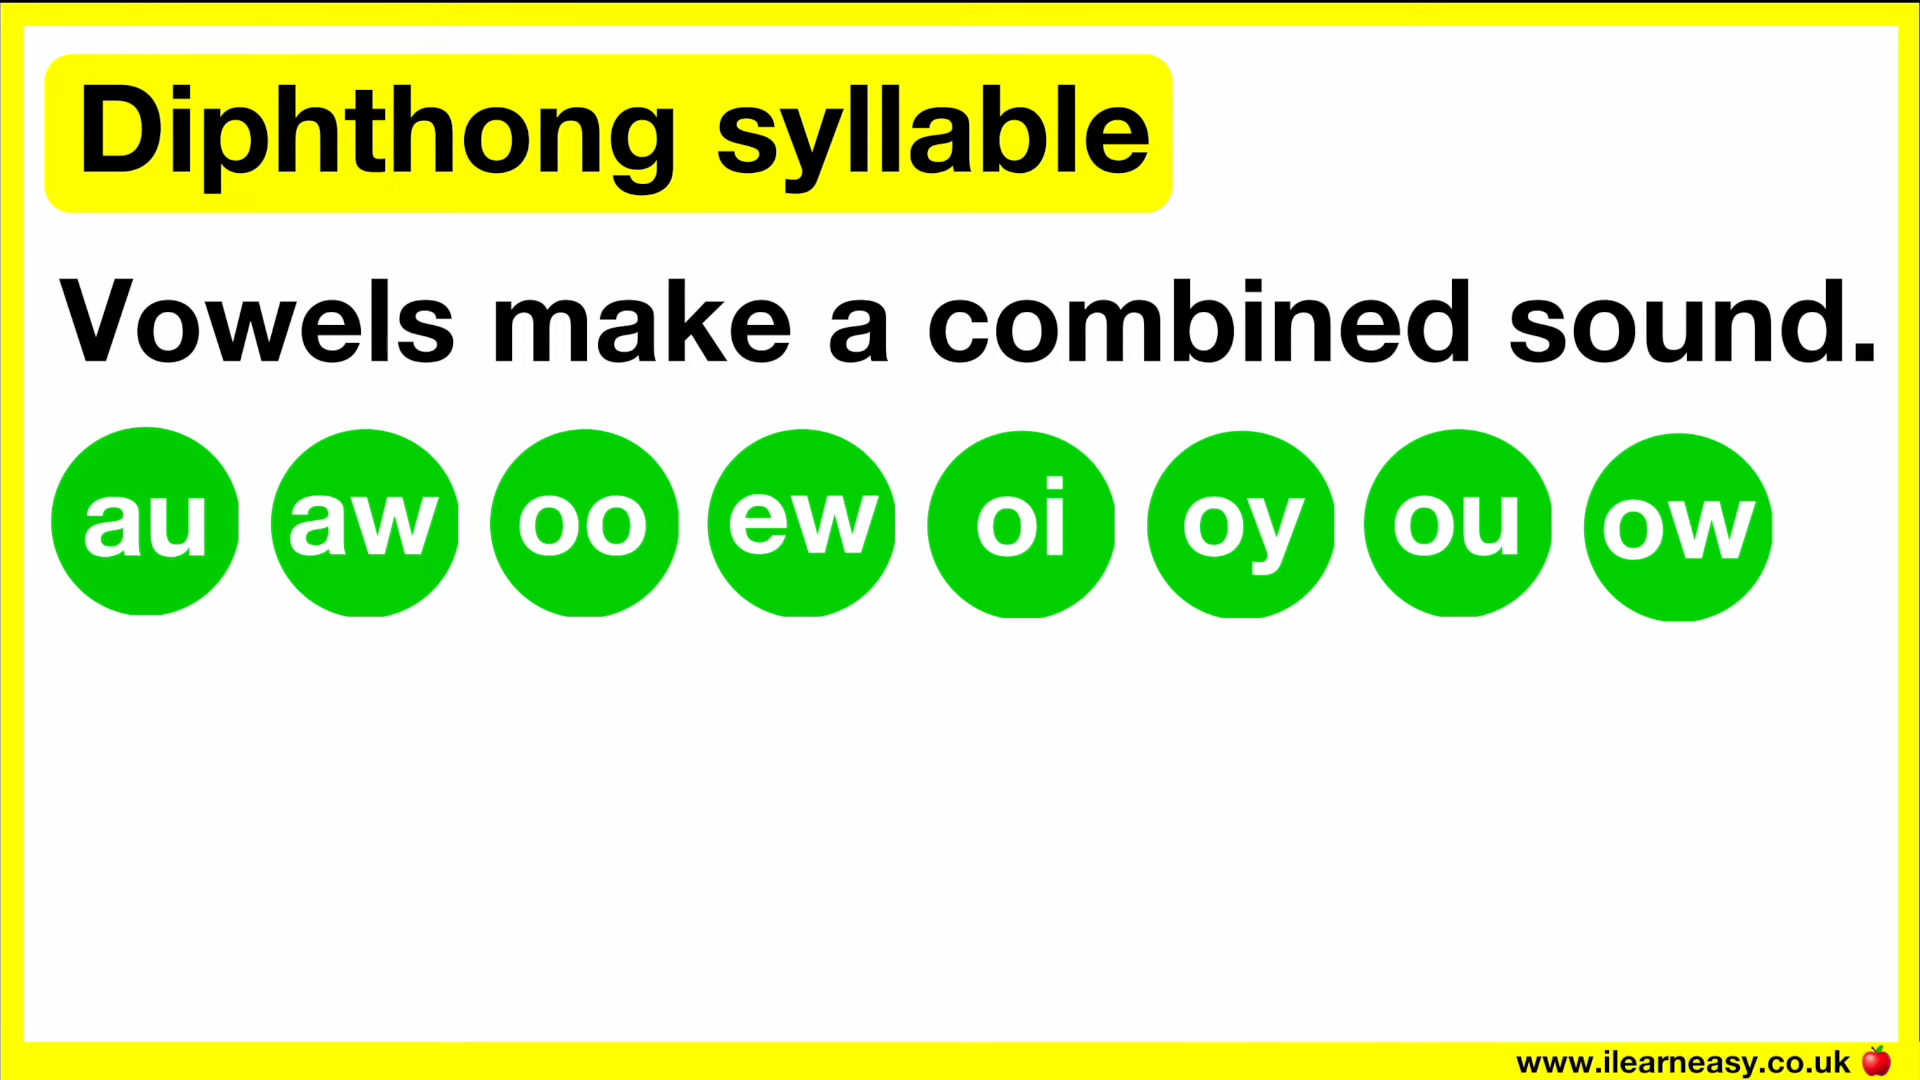 Diphthong syllable
Vowels make a combined sound.
au aw oo ew oi oy ou ow
www.ilearneasy.co.uk